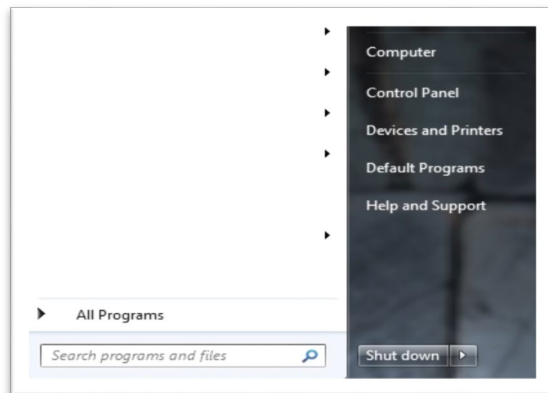 Computer
Control Panel
Devices and Printers
Default Programs
Help and Support
All Programs
Search programs and files
Shut down